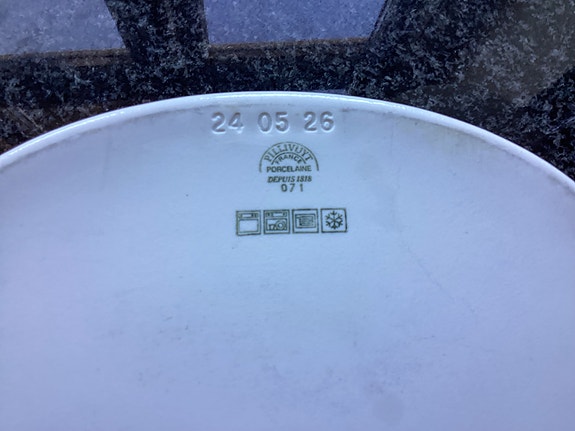 24 05 26
PILLIVUYT
FRANCE
PORCELAINE
DEPUIS 1818
071